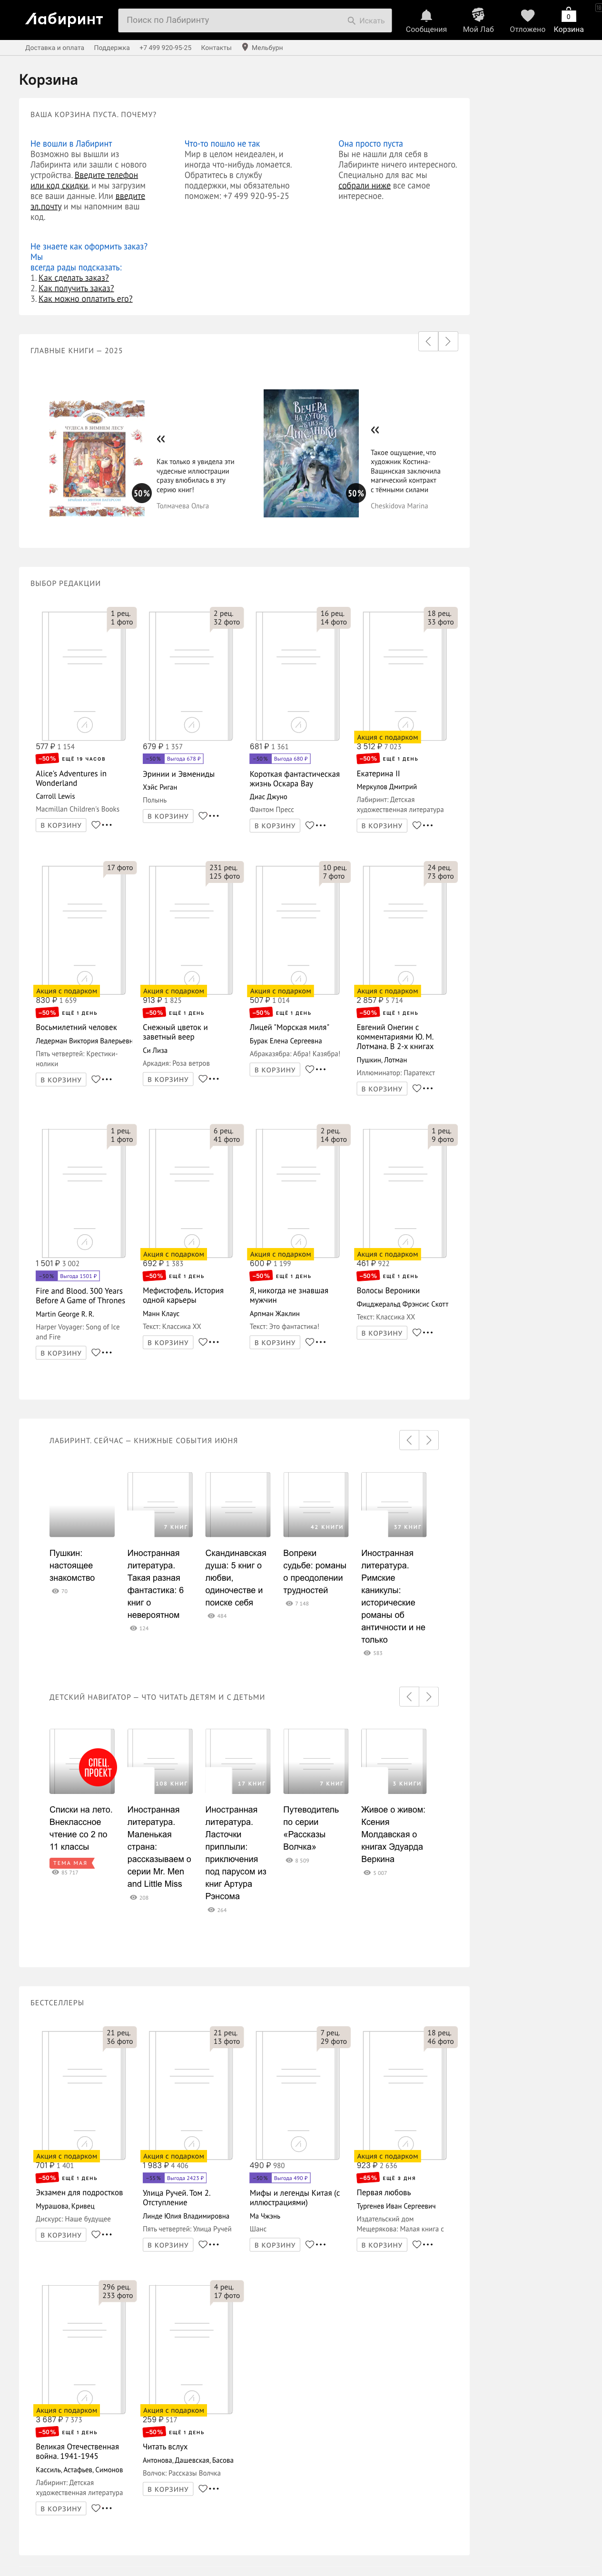 Лабиринт
Поиск по Лабиринту
Искать
Сообщения
Мой Лаб
Отложено
0
Корзина
Доставка и оплата Поддержка +7 499 920-95-25 Контакты Мельбурн
Корзина
ВАША КОРЗИНА ПУСТА. ПОЧЕМУ?
Не вошли в Лабиринт
Возможно вы вышли из
Лабиринта или зашли с нового
устройства. Введите телефон
или код скидки, и мы загрузим
все ваши данные. Или введите
эл.почту и мы напомним ваш
код.
Что-то пошло не так
Мир в целом неидеален, и
иногда что-нибудь ломается.
Обратитесь в службу
поддержки, мы обязательно
поможем: +7 499 920-95-25
Она просто пуста
Вы не нашли для себя в
Лабиринте ничего интересного.
Специально для вас мы
собрали ниже все самое
интересное.
Не знаете как оформить заказ?
Мы
всегда рады подсказать:
1. Как сделать заказ?
2. Как получить заказ?
3. Как можно оплатить его?
ГЛАВНЫЕ КНИГИ — 2025
ЧУДЕСА В ЗИМНЕМ ЛЕСУ
50%
«
Как только я увидела эти
чудесные иллюстрации
сразу влюбилась в эту
серию книг!
Толмачева Ольга
ВЕЧЕРА
НА ХУТОРЕ
БЛИЗ
ДИКАНЬКИ
50%
«
Такое ощущение, что
художник Костина-
Ващинская заключила
магический контракт
с тёмными силами
Cheskidova Marina
ВЫБОР РЕДАКЦИИ
1 рец.
1 фото
577 ₽ 1 154
–50% ЕЩЁ 19 ЧАСОВ
Alice's Adventures in
Wonderland
Carroll Lewis
Macmillan Children's Books
В КОРЗИНУ
2 рец.
32 фото
679 ₽ 1 357
–50% Выгода 678 ₽
Эринии и Эвмениды
Хэйс Риган
Полынь
В КОРЗИНУ
16 рец.
14 фото
681 ₽ 1 361
–50% Выгода 680 ₽
Короткая фантастическая
жизнь Оскара Вау
Диас Джуно
Фантом Пресс
В КОРЗИНУ
18 рец.
33 фото
Акция с подарком
3 512 ₽ 7 023
–50% ЕЩЁ 1 ДЕНЬ
Екатерина II
Меркулов Дмитрий
Лабиринт: Детская
художественная литература
В КОРЗИНУ
17 фото
Акция с подарком
830 ₽ 1 659
–50% ЕЩЁ 1 ДЕНЬ
Восьмилетний человек
Ледерман Виктория Валерьевн
Пять четвертей: Крестики-
нолики
В КОРЗИНУ
231 рец.
125 фото
Акция с подарком
913 ₽ 1 825
–50% ЕЩЁ 1 ДЕНЬ
Снежный цветок и
заветный веер
Си Лиза
Аркадия: Роза ветров
В КОРЗИНУ
10 рец.
7 фото
Акция с подарком
507 ₽ 1 014
–50% ЕЩЁ 1 ДЕНЬ
Лицей "Морская миля"
Бурак Елена Сергеевна
Абраказябра: Абра! Казябра!
В КОРЗИНУ
24 рец.
73 фото
Акция с подарком
2 857 ₽ 5 714
–50% ЕЩЁ 1 ДЕНЬ
Евгений Онегин с
комментариями Ю. М.
Лотмана. В 2-х книгах
Пушкин, Лотман
Иллюминатор: Паратекст
В КОРЗИНУ
1 рец.
1 фото
1 501 ₽ 3 002
–50% Выгода 1501 ₽
Fire and Blood. 300 Years
Before A Game of Thrones
Martin George R. R.
Harper Voyager: Song of Ice
and Fire
В КОРЗИНУ
6 рец.
41 фото
Акция с подарком
692 ₽ 1 383
–50% ЕЩЁ 1 ДЕНЬ
Мефистофель. История
одной карьеры
Манн Клаус
Текст: Классика XX
В КОРЗИНУ
2 рец.
14 фото
Акция с подарком
600 ₽ 1 199
–50% ЕЩЁ 1 ДЕНЬ
Я, никогда не знавшая
мужчин
Арпман Жаклин
Текст: Это фантастика!
В КОРЗИНУ
1 рец.
9 фото
Акция с подарком
461 ₽ 922
–50% ЕЩЁ 1 ДЕНЬ
Волосы Вероники
Фицджеральд Фрэнсис Скотт
Текст: Классика XX
В КОРЗИНУ
ЛАБИРИНТ. СЕЙЧАС — КНИЖНЫЕ СОБЫТИЯ ИЮНЯ
Пушкин:
настоящее
знакомство
70
7 КНИГ
Иностранная
литература.
Такая разная
фантастика: 6
книг о
невероятном
124
Скандинавская
душа: 5 книг о
любви,
одиночестве и
поиске себя
484
42 КНИГИ
Вопреки
судьбе: романы
о преодолении
трудностей
7 148
37 КНИГ
Иностранная
литература.
Римские
каникулы:
исторические
романы об
античности и не
только
583
ДЕТСКИЙ НАВИГАТОР — ЧТО ЧИТАТЬ ДЕТЯМ И С ДЕТЬМИ
СПЕЦ.
ПРОЕКТ
Списки на лето.
Внеклассное
чтение со 2 по
11 классы
ТЕМА MAX
85 717
108 КНИГ
Иностранная
литература.
Маленькая
страна:
рассказываем о
серии Mr. Men
and Little Miss
208
17 КНИГ
Иностранная
литература.
Ласточки
приплыли:
приключения
под парусом из
книг Артура
Рэнсома
264
7 КНИГ
Путеводитель
по серии
«Рассказы
Волчка»
8 509
3 КНИГИ
Живое о живом:
Ксения
Молдавская о
книгах Эдуарда
Веркина
5 007
БЕСТСЕЛЛЕРЫ
21 рец.
36 фото
Акция с подарком
701 ₽ 1 401
–50% ЕЩЁ 1 ДЕНЬ
Экзамен для подростков
Мурашова, Кривец
Дискурс: Наше будущее
В КОРЗИНУ
21 рец.
13 фото
Акция с подарком
1 983 ₽ 4 406
Выгода 2423 ₽
Улица Ручей. Том 2.
Отступление
Линде Юлия Владимировна
Пять четвертей: Улица Ручей
В КОРЗИНУ
7 рец.
29 фото
490 ₽ 980
–50% Выгода 490 ₽
Мифы и легенды Китая (с
иллюстрациями)
Ма Чжэнь
Шанс
В КОРЗИНУ
18 рец.
46 фото
Акция с подарком
923 ₽ 2 636
–65% ЕЩЁ 3 ДНЯ
Первая любовь
Тургенев Иван Сергеевич
Издательский дом
Мещерякова: Малая книга с
В КОРЗИНУ
296 рец.
233 фото
Акция с подарком
3 687 ₽ 7 373
–50% ЕЩЁ 1 ДЕНЬ
Великая Отечественная
война. 1941-1945
Кассиль, Астафьев, Симонов
Лабиринт: Детская
художественная литература
В КОРЗИНУ
4 рец.
17 фото
Акция с подарком
259 ₽ 517
–50% ЕЩЁ 1 ДЕНЬ
Читать вслух
Антонова, Дашевская, Басова
Волчок: Рассказы Волчка
В КОРЗИНУ